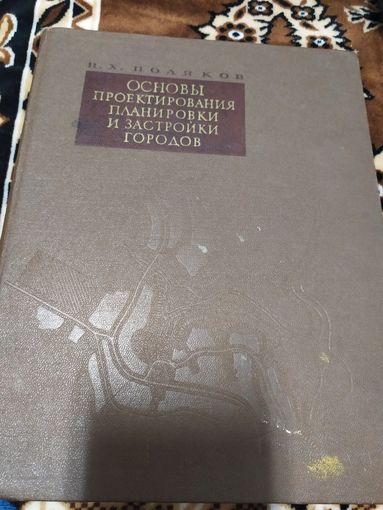 Н. Х. ПОЛЯКОВ
ОСНОВЫ
ПРОЕКТИРОВАНИЯ
ПЛАНИРОВКИ
И ЗАСТРОЙКИ
ГОРОДОВ